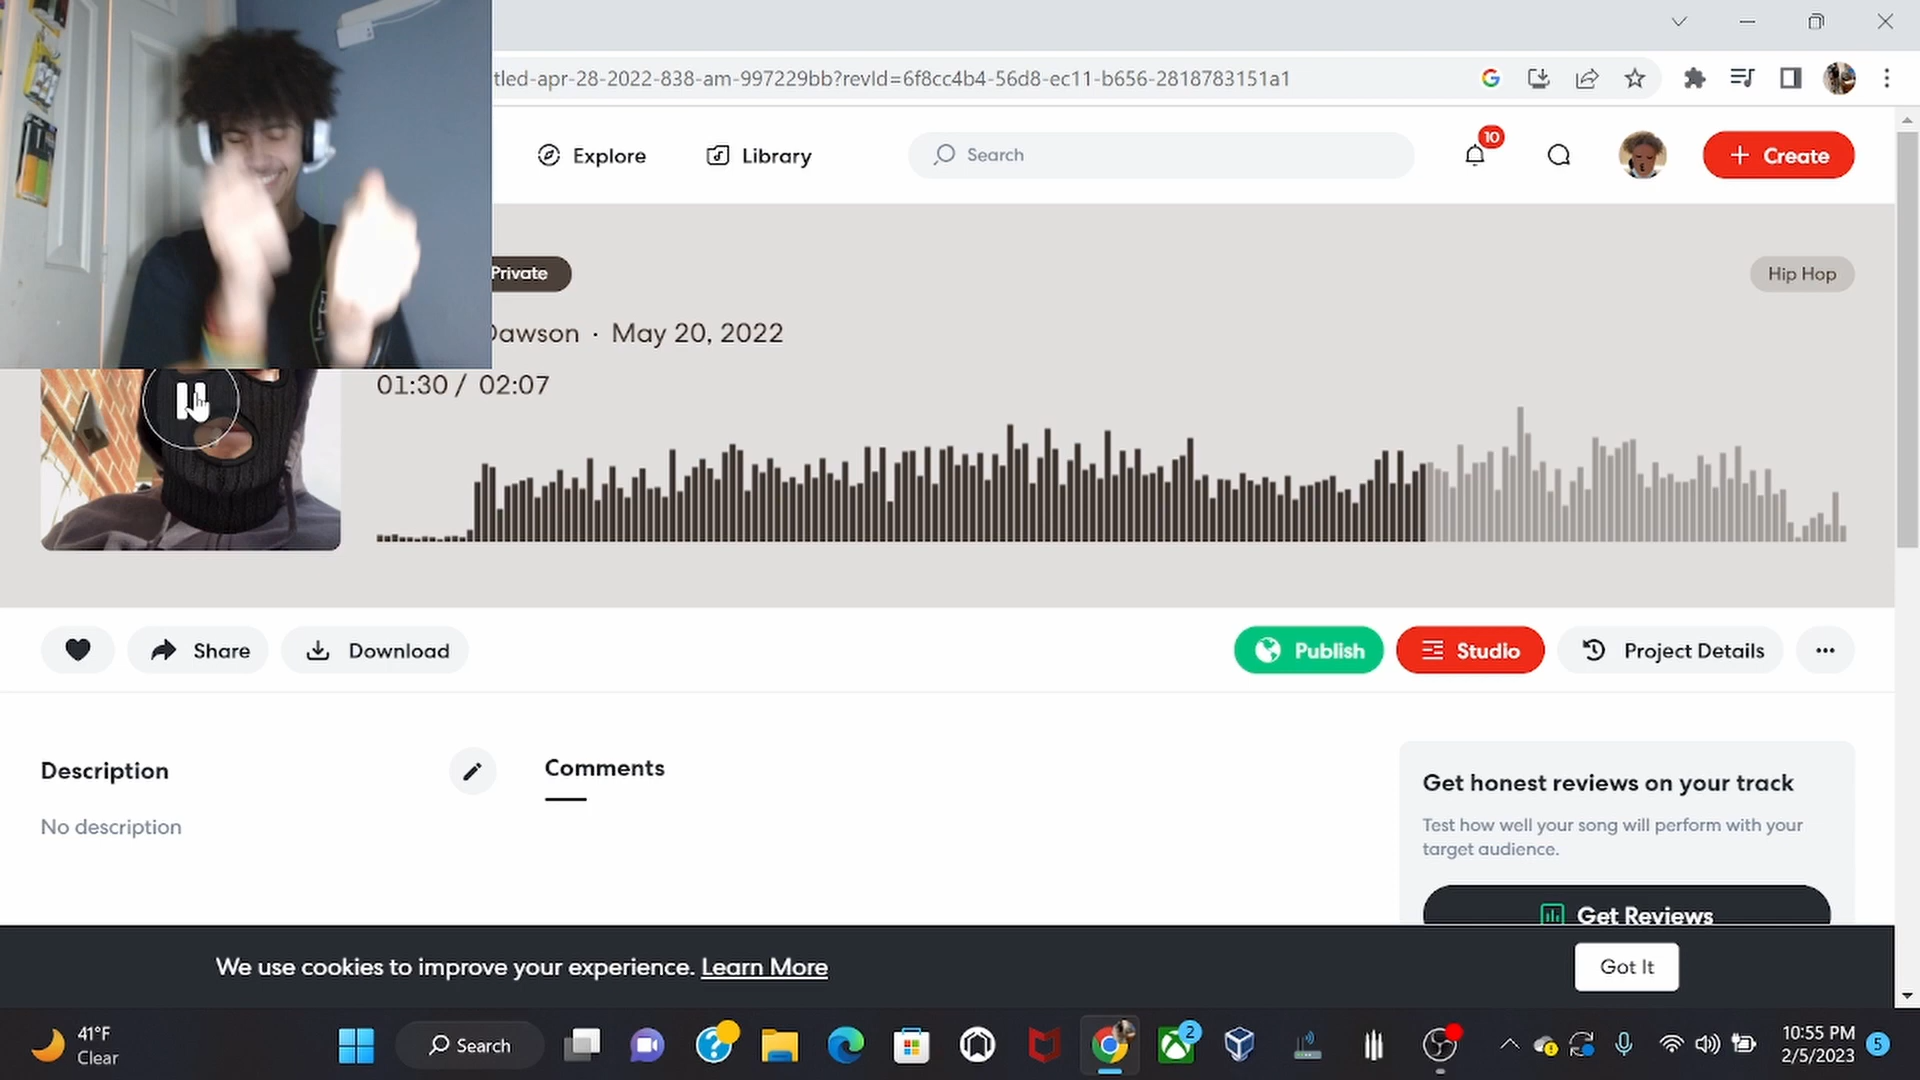 tled-apr-28-2022-838-am-997229bb?revId=6f8cc4b4-56d8-ec11-b656-2818783151a1
Explore
Library
Search
10
+ Create
Private
Hip Hop
Dawson · May 20, 2022
01:30 / 02:07
Share
Download
Publish
Studio
Project Details
Description
Comments
No description
Get honest reviews on your track
Test how well your song will perform with your
target audience.
Get Reviews
We use cookies to improve your experience. Learn More
Got It
41°F
Clear
Search
2
10:55 PM
2/5/2023
5